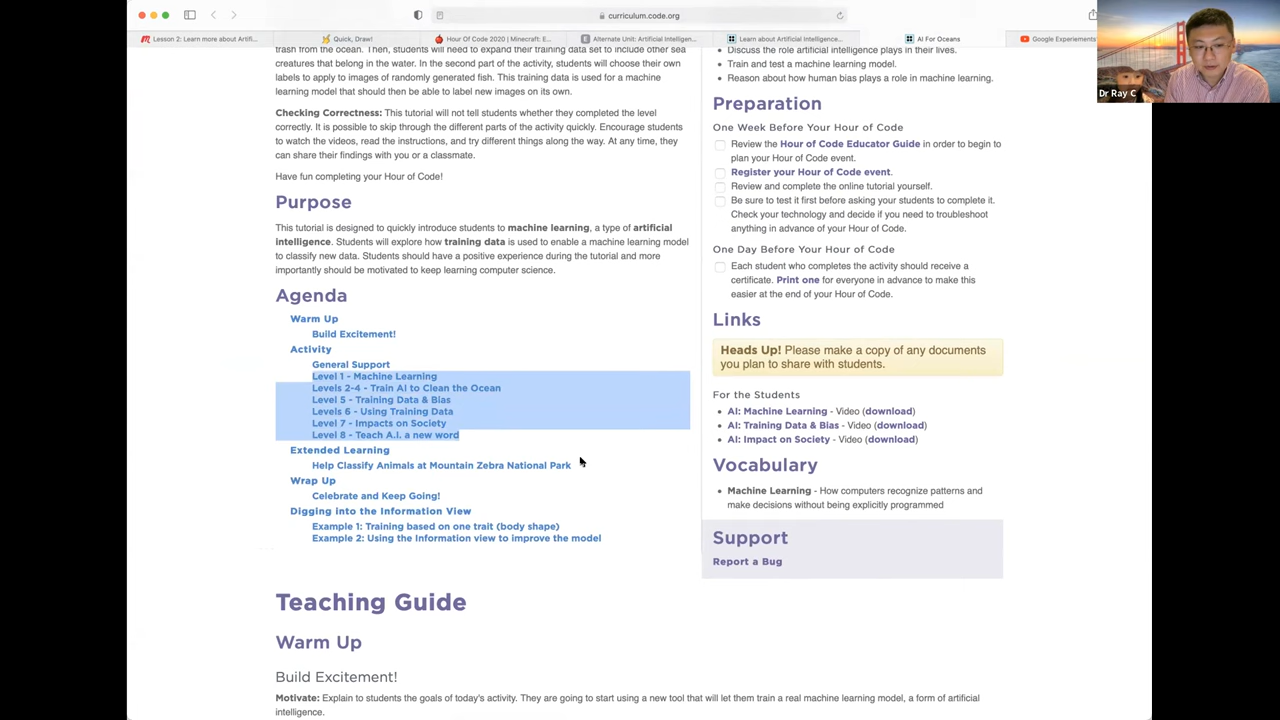 curriculum.code.org
Lesson 2: Learn more about Artifi...
Quick, Draw!
Hour Of Code 2020 | Minecraft: E...
Alternate Unit: Artificial Intelligen...
Learn about Artificial Intelligence...
AI For Oceans
Google Experiements
Dr Ray C
trash from the ocean. Then, students will need to expand their training data set to include other sea
creatures that belong in the water. In the second part of the activity, students will choose their own
labels to apply to images of randomly generated fish. This training data is used for a machine
learning model that should then be able to label new images on its own.
Checking Correctness: This tutorial will not tell students whether they completed the level
correctly. It is possible to skip through the different parts of the activity quickly. Encourage students
to watch the videos, read the instructions, and try different things along the way. At any time, they
can share their findings with you or a classmate.
Have fun completing your Hour of Code!
Purpose
This tutorial is designed to quickly introduce students to machine learning, a type of artificial
intelligence. Students will explore how training data is used to enable a machine learning model
to classify new data. Students should have a positive experience during the tutorial and more
importantly should be motivated to keep learning computer science.
Agenda
Warm Up
Build Excitement!
Activity
General Support
Level 1 - Machine Learning
Levels 2-4 - Train AI to Clean the Ocean
Level 5 - Training Data & Bias
Levels 6 - Using Training Data
Level 7 - Impacts on Society
Level 8 - Teach A.I. a new word
Extended Learning
Help Classify Animals at Mountain Zebra National Park
Wrap Up
Celebrate and Keep Going!
Digging into the Information View
Example 1: Training based on one trait (body shape)
Example 2: Using the Information view to improve the model
• Discuss the role artificial intelligence plays in their lives.
• Train and test a machine learning model.
• Reason about how human bias plays a role in machine learning.
Preparation
One Week Before Your Hour of Code
Review the Hour of Code Educator Guide in order to begin to
plan your Hour of Code event.
Register your Hour of Code event.
Review and complete the online tutorial yourself.
Be sure to test it first before asking your students to complete it.
Check your technology and decide if you need to troubleshoot
anything in advance of your Hour of Code.
One Day Before Your Hour of Code
Each student who completes the activity should receive a
certificate. Print one for everyone in advance to make this
easier at the end of your Hour of Code.
Links
Heads Up! Please make a copy of any documents
you plan to share with students.
For the Students
• AI: Machine Learning - Video (download)
• AI: Training Data & Bias - Video (download)
• AI: Impact on Society - Video (download)
Vocabulary
• Machine Learning - How computers recognize patterns and
make decisions without being explicitly programmed
Support
Report a Bug
Teaching Guide
Warm Up
Build Excitement!
Motivate: Explain to students the goals of today's activity. They are going to start using a new tool that will let them train a real machine learning model, a form of artificial
intelligence.